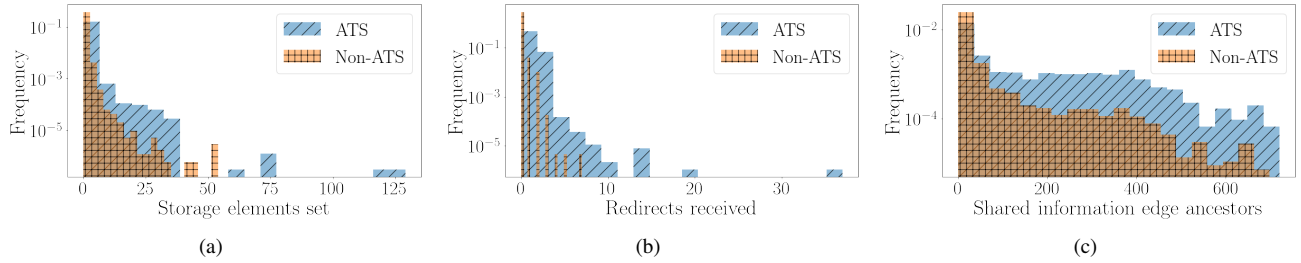 ATS
Non-ATS
Frequency
10⁻¹
10⁻³
10⁻⁵
0 25 50 75 100 125
Storage elements set
(a)
ATS
Non-ATS
Frequency
10⁻¹
10⁻³
10⁻⁵
0 10 20 30
Redirects received
(b)
ATS
Non-ATS
Frequency
10⁻²
10⁻⁴
0 200 400 600
Shared information edge ancestors
(c)